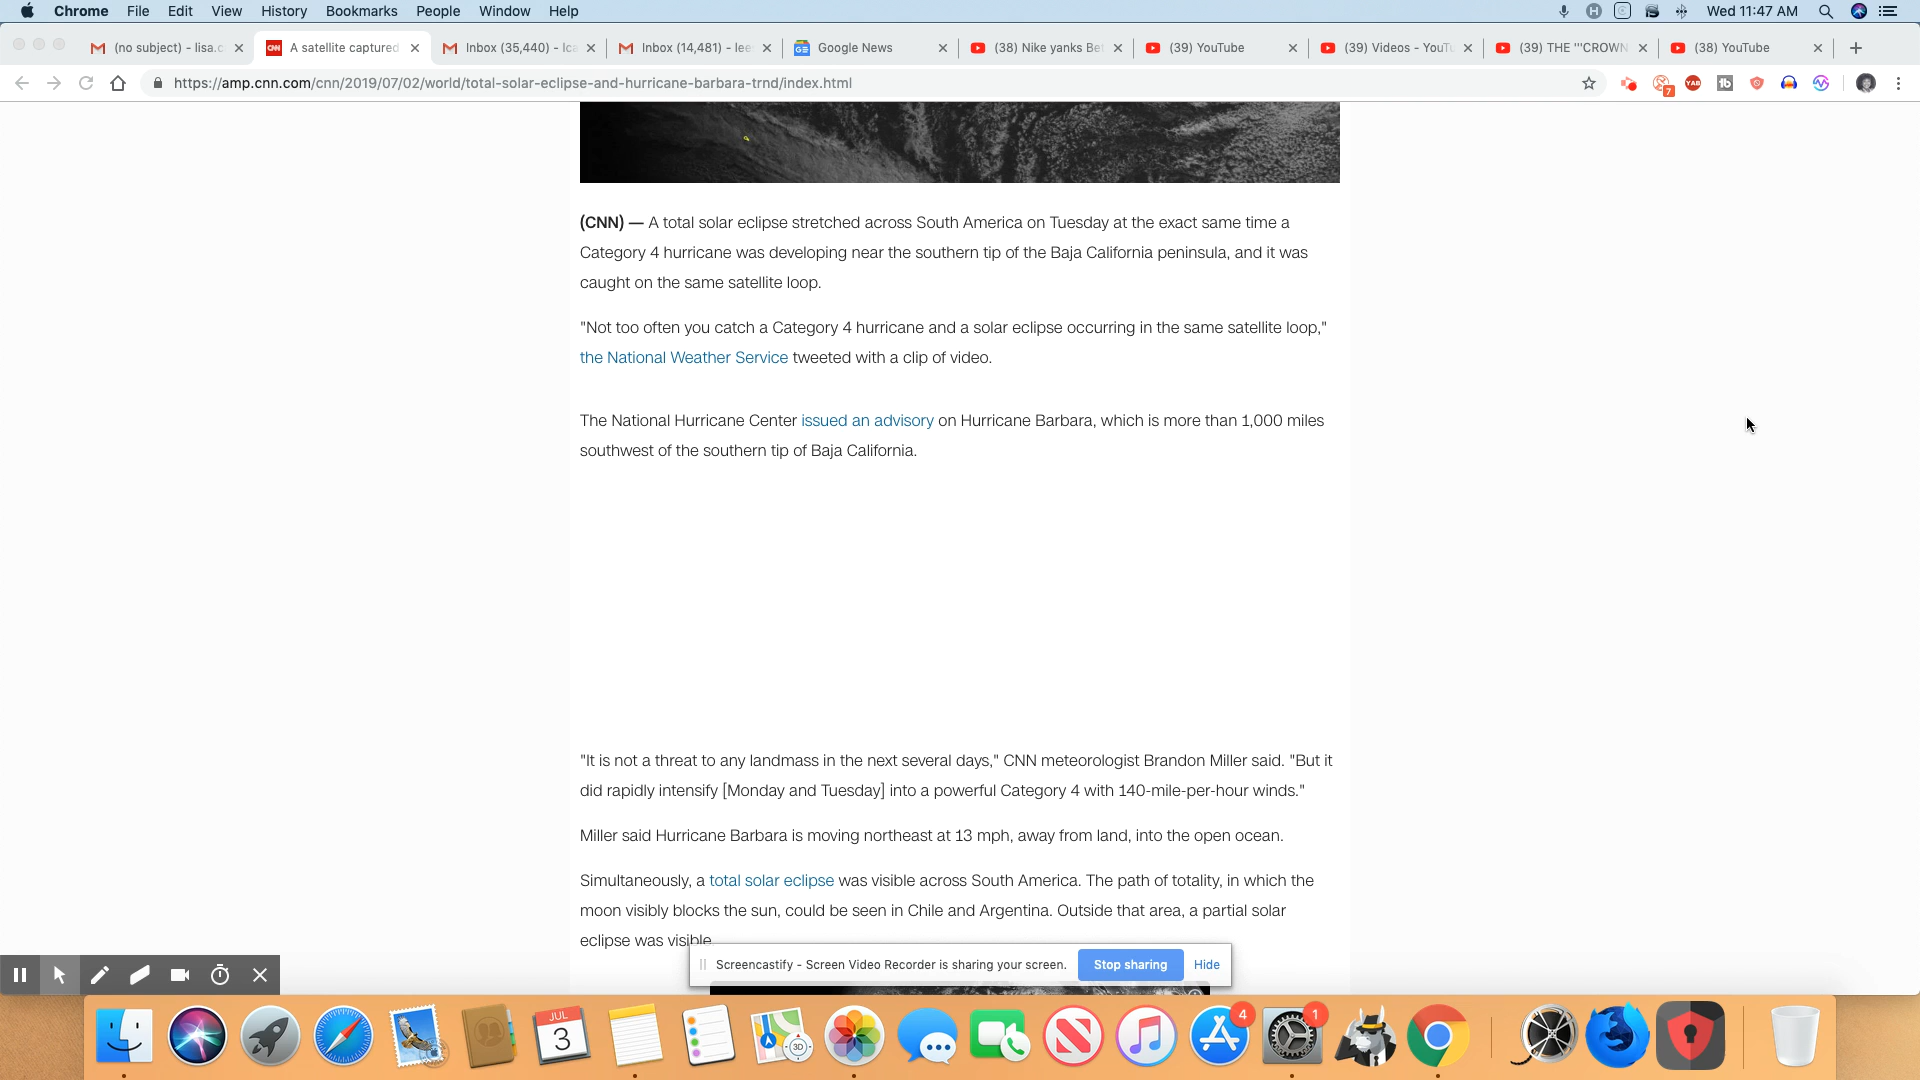 Chrome File Edit View History Bookmarks People Window Help Wed 11:47 AM
(no subject) - lisa.c
A satellite captured
Inbox (35,440) - lca
Inbox (14,481) - lee
Google News
(38) Nike yanks Bet
(39) YouTube
(39) Videos - YouTu
(39) THE '"CROWN
(38) YouTube
https://amp.cnn.com/cnn/2019/07/02/world/total-solar-eclipse-and-hurricane-barbara-trnd/index.html
7
YAB
(CNN) — A total solar eclipse stretched across South America on Tuesday at the exact same time a
Category 4 hurricane was developing near the southern tip of the Baja California peninsula, and it was
caught on the same satellite loop.
"Not too often you catch a Category 4 hurricane and a solar eclipse occurring in the same satellite loop,"
the National Weather Service tweeted with a clip of video.
The National Hurricane Center issued an advisory on Hurricane Barbara, which is more than 1,000 miles
southwest of the southern tip of Baja California.
"It is not a threat to any landmass in the next several days," CNN meteorologist Brandon Miller said. "But it
did rapidly intensify [Monday and Tuesday] into a powerful Category 4 with 140-mile-per-hour winds."
Miller said Hurricane Barbara is moving northeast at 13 mph, away from land, into the open ocean.
Simultaneously, a total solar eclipse was visible across South America. The path of totality, in which the
moon visibly blocks the sun, could be seen in Chile and Argentina. Outside that area, a partial solar
eclipse was visible
Screencastify - Screen Video Recorder is sharing your screen. Stop sharing Hide
JUL
3
3D
4
1